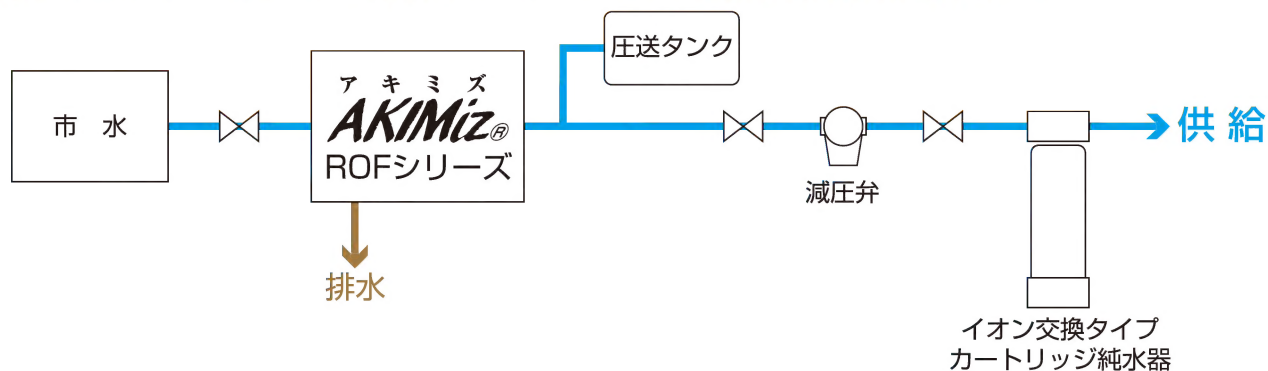 圧送タンク
市 水
アキミズ
AKIMiz®
ROFシリーズ
減圧弁
供 給
排水
イオン交換タイプ
カートリッジ純水器